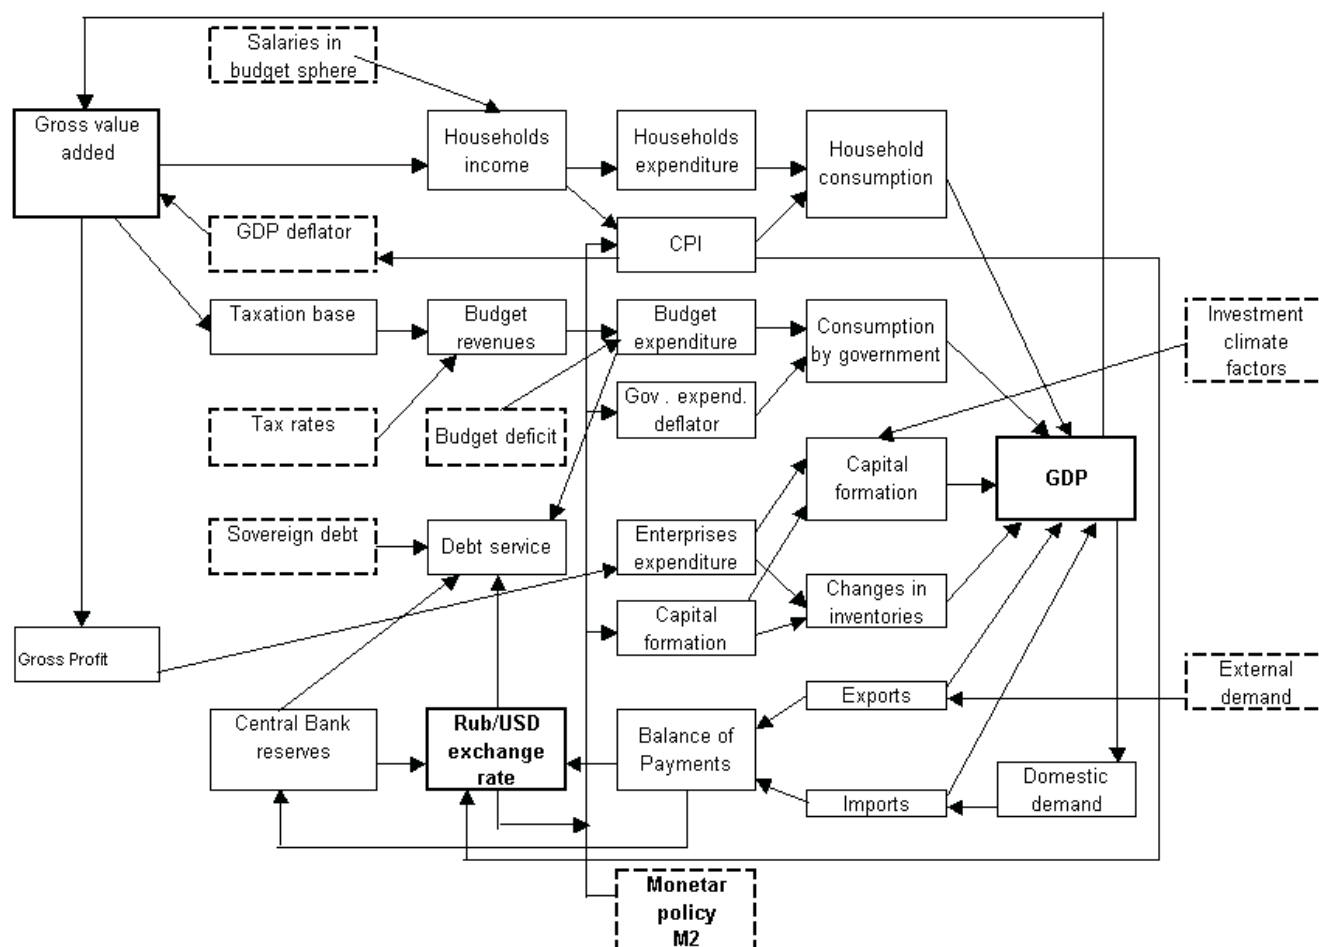 Salaries in
budget sphere
Gross value
added
Households
income
Households
expenditure
Household
consumption
GDP deflator
CPI
Taxation base
Budget
revenues
Budget
expenditure
Consumption
by government
Investment
climate
factors
Tax rates
Budget deficit
Gov . expend.
deflator
Capital
formation
GDP
Sovereign debt
Debt service
Enterprises
expenditure
Capital
formation
Changes in
inventories
Gross Profit
Exports
External
demand
Central Bank
reserves
Rub/USD
exchange
rate
Balance of
Payments
Imports
Domestic
demand
Monetar
policy
M2